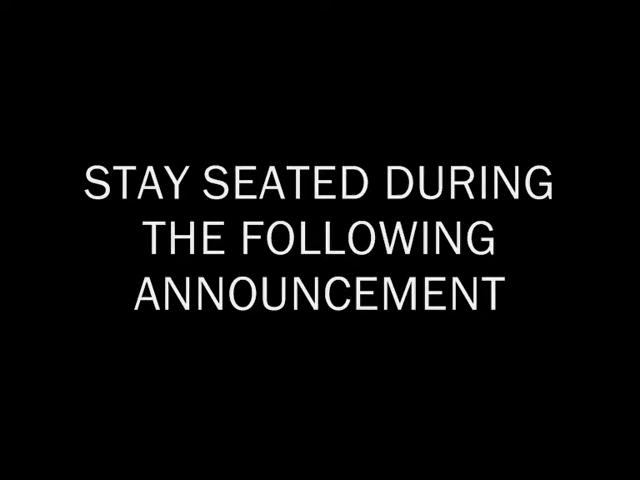 STAY SEATED DURING
THE FOLLOWING
ANNOUNCEMENT